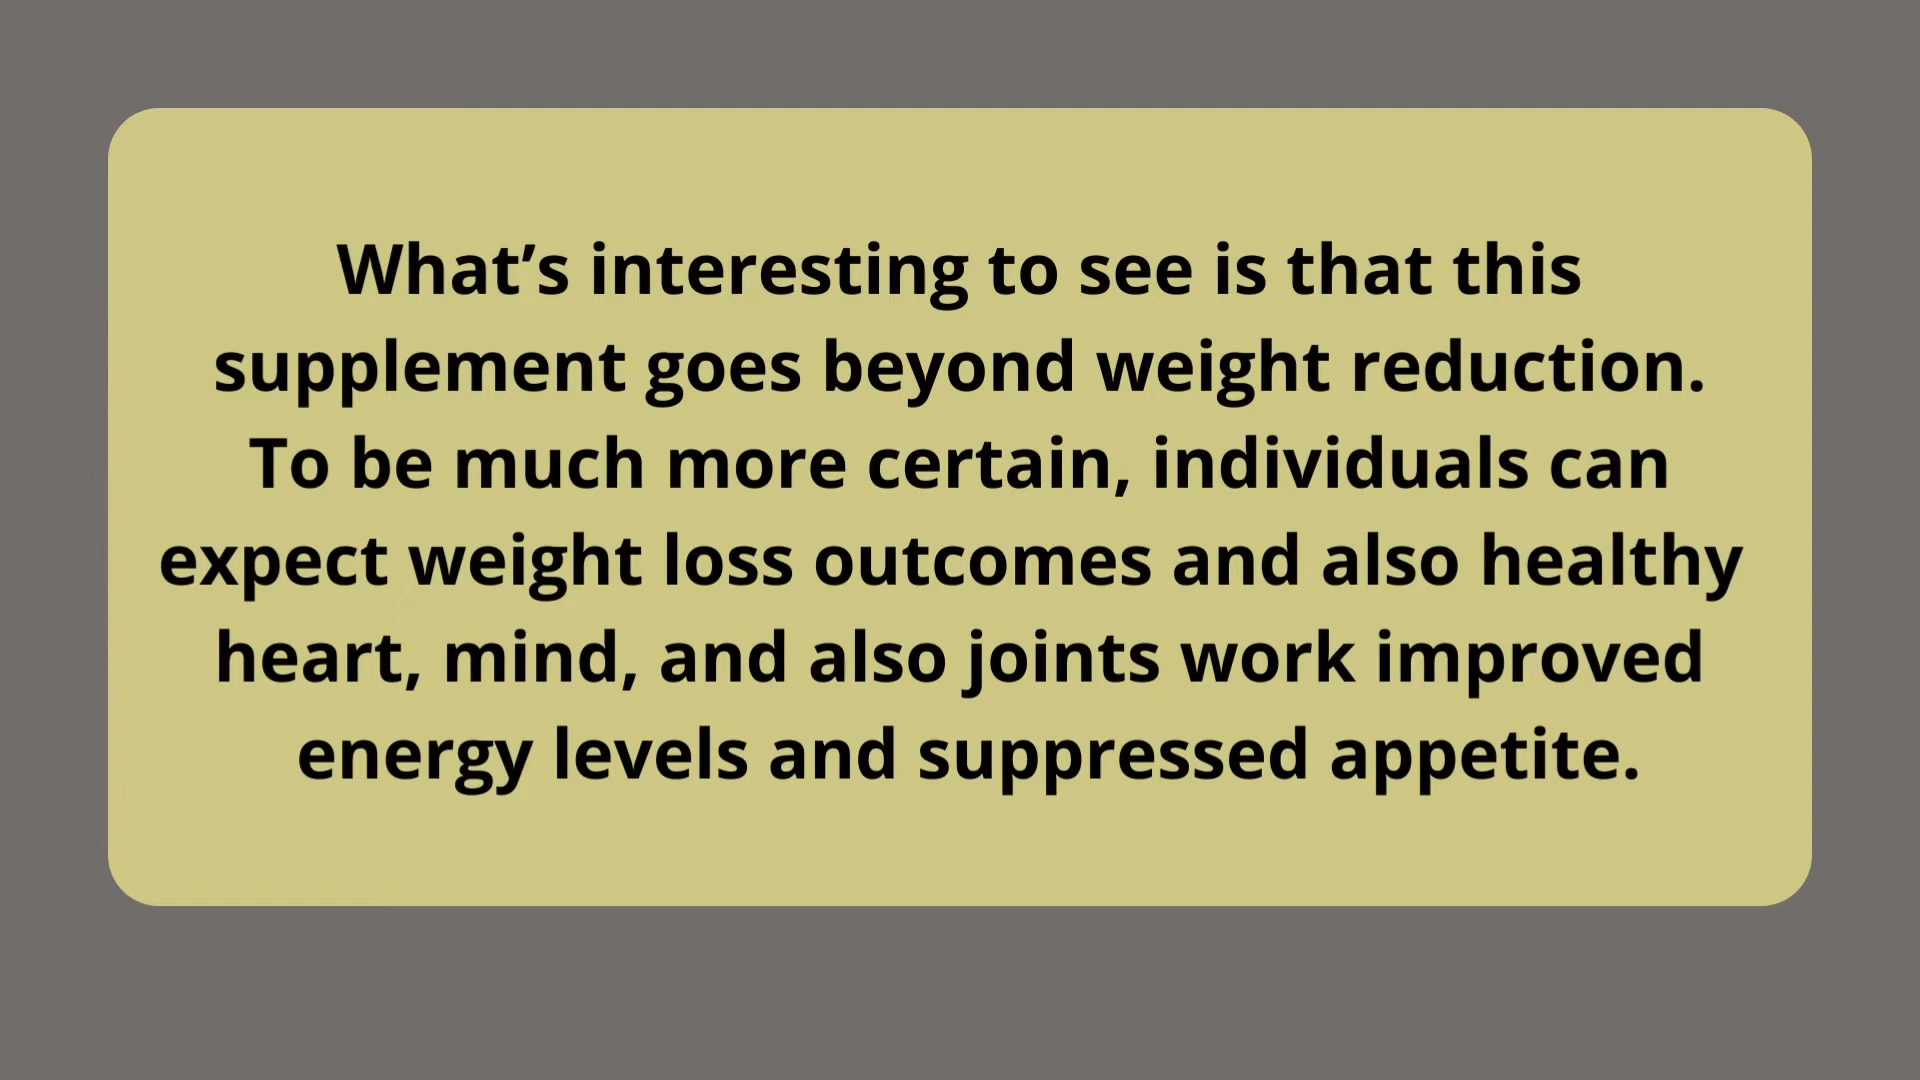 What’s interesting to see is that this
supplement goes beyond weight reduction.
To be much more certain, individuals can
expect weight loss outcomes and also healthy
heart, mind, and also joints work improved
energy levels and suppressed appetite.